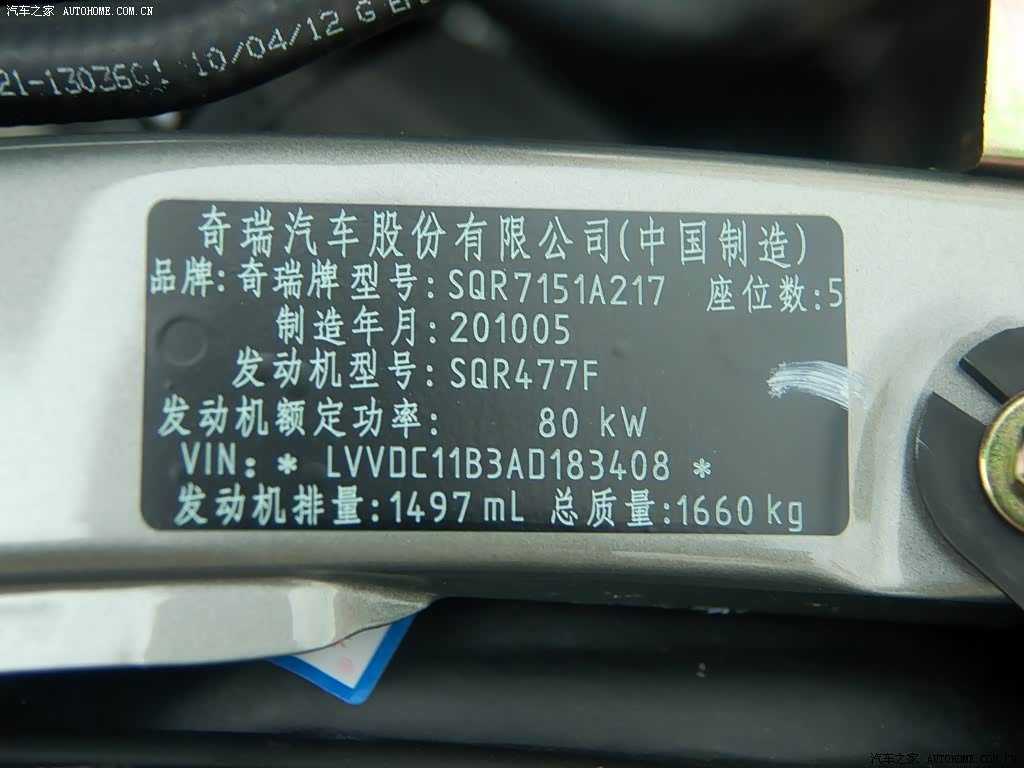 汽车之家 AUTOHOME.COM.CN
21-1303601 10/04/12 G
奇瑞汽车股份有限公司(中国制造)
品牌:奇瑞牌 型号:SQR7151A217 座位数:5
制造年月:201005
发动机型号:SQR477F
发动机额定功率: 80 kW
VIN: * LVVDC11B3AD183408 *
发动机排量:1497 mL 总质量:1660 kg
汽车之家 AUTOHOME.COM.CN